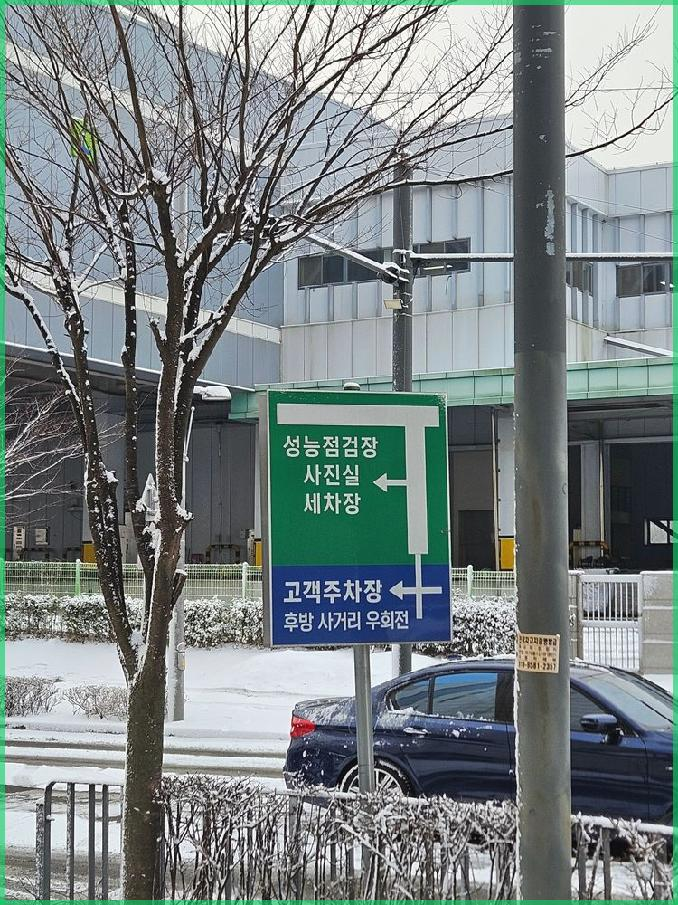 성능점검장
사진실
세차장
고객주차장
후방 사거리 우회전